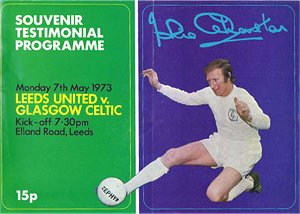 SOUVENIR
TESTIMONIAL
PROGRAMME
Monday 7th May 1973
LEEDS UNITED v.
GLASGOW CELTIC
Kick-off 7-30pm
Elland Road, Leeds
15p
ZEPHYR